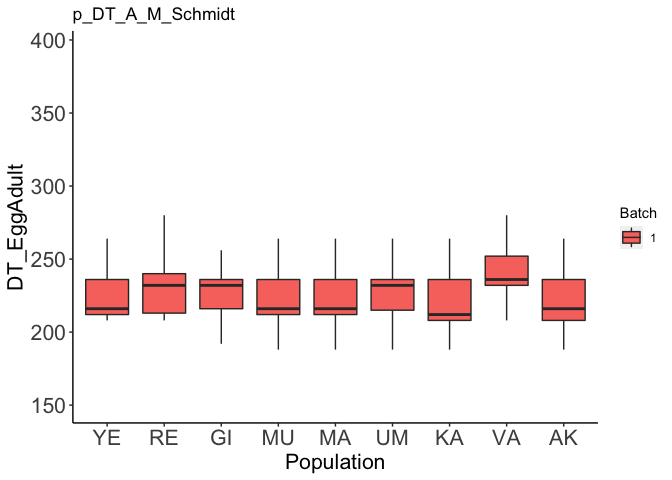 p_DT_A_M_Schmidt
400
350
300
250
200
150
DT_EggAdult
YE RE GI MU MA UM KA VA AK
Population
Batch
1